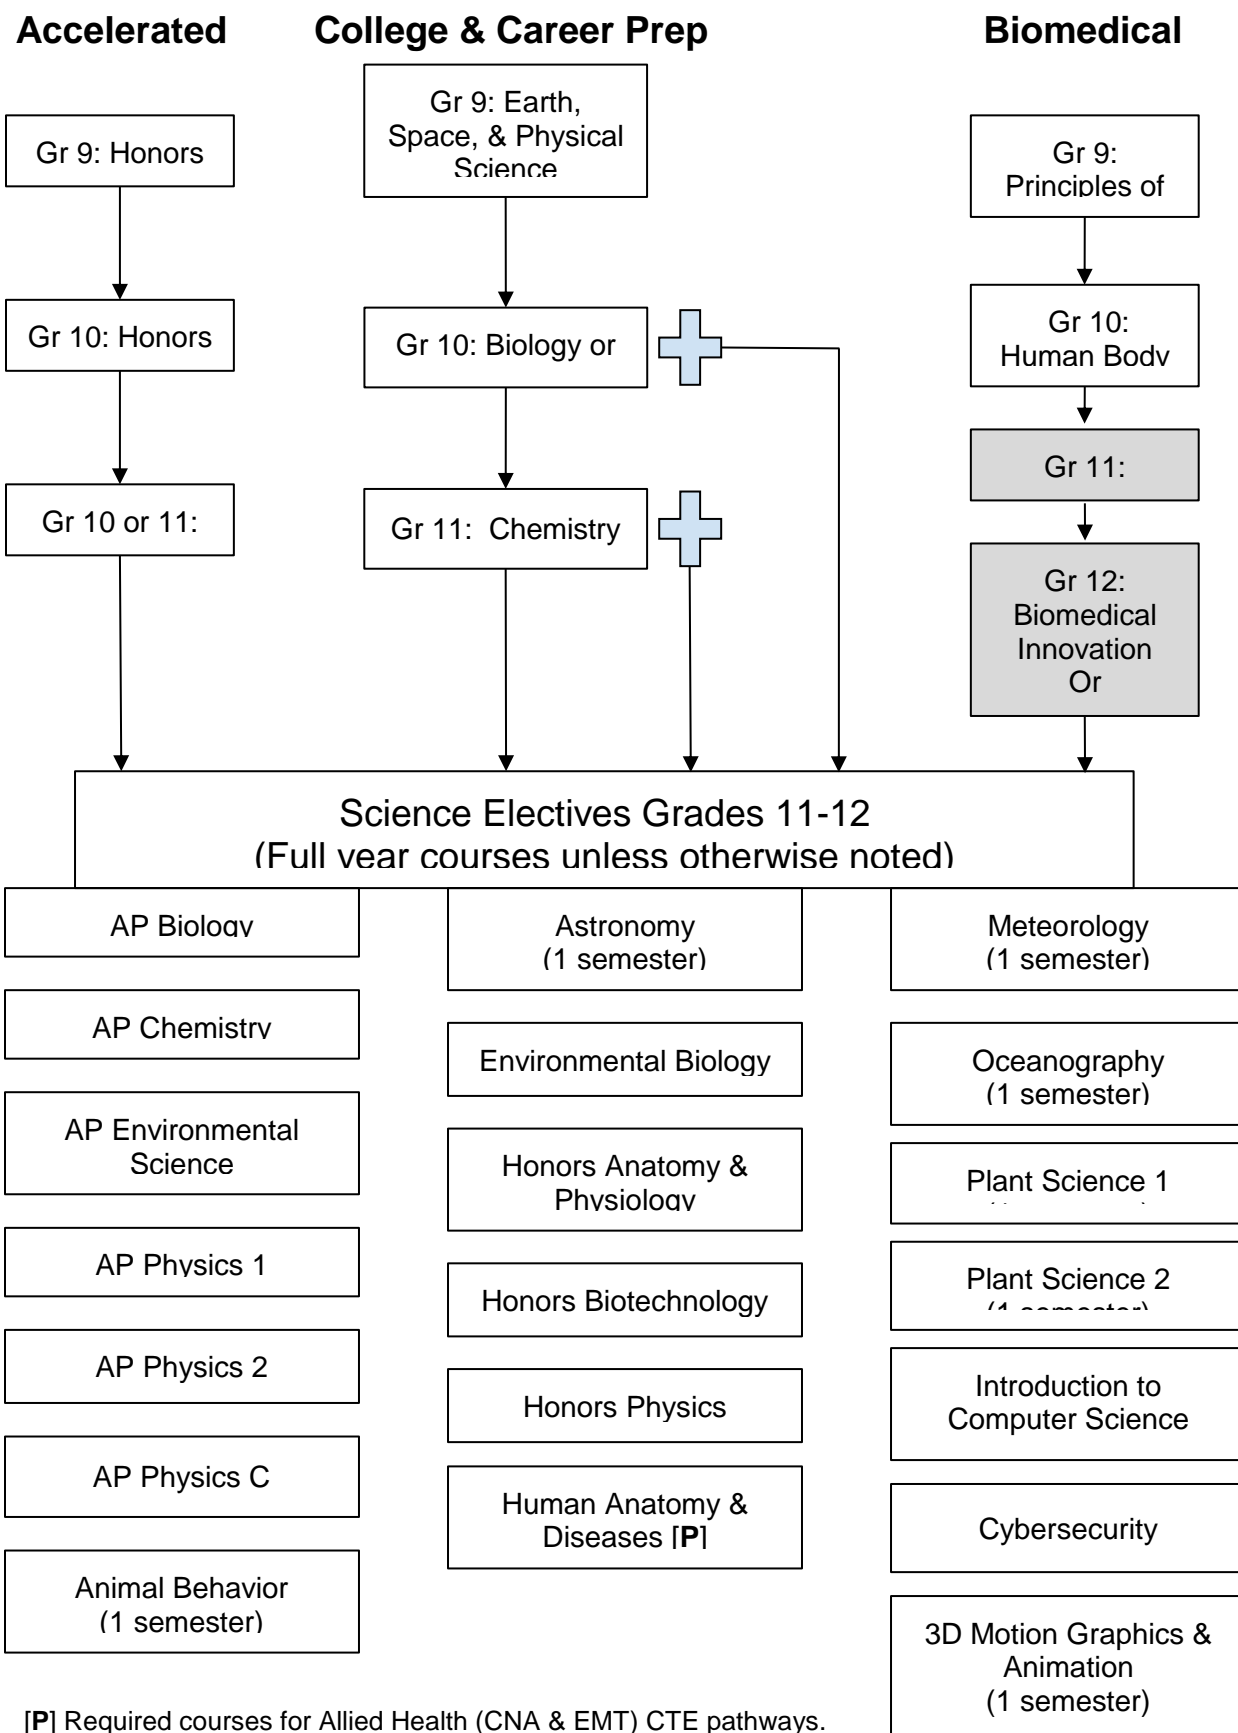 Accelerated
College & Career Prep
Biomedical
Gr 9: Honors
Gr 9: Earth,
Space, & Physical
Science
Gr 9:
Principles of
Gr 10: Honors
Gr 10: Biology or
Gr 10:
Human Body
Gr 10 or 11:
Gr 11: Chemistry
Gr 11:
Gr 12:
Biomedical
Innovation
Or
Science Electives Grades 11-12
(Full year courses unless otherwise noted)
AP Biology
AP Chemistry
AP Environmental
Science
AP Physics 1
AP Physics 2
AP Physics C
Animal Behavior
(1 semester)
Astronomy
(1 semester)
Environmental Biology
Honors Anatomy &
Physiology
Honors Biotechnology
Honors Physics
Human Anatomy &
Diseases [P]
Meteorology
(1 semester)
Oceanography
(1 semester)
Plant Science 1
Plant Science 2
(1 semester)
Introduction to
Computer Science
Cybersecurity
3D Motion Graphics &
Animation
(1 semester)
[P] Required courses for Allied Health (CNA & EMT) CTE pathways.